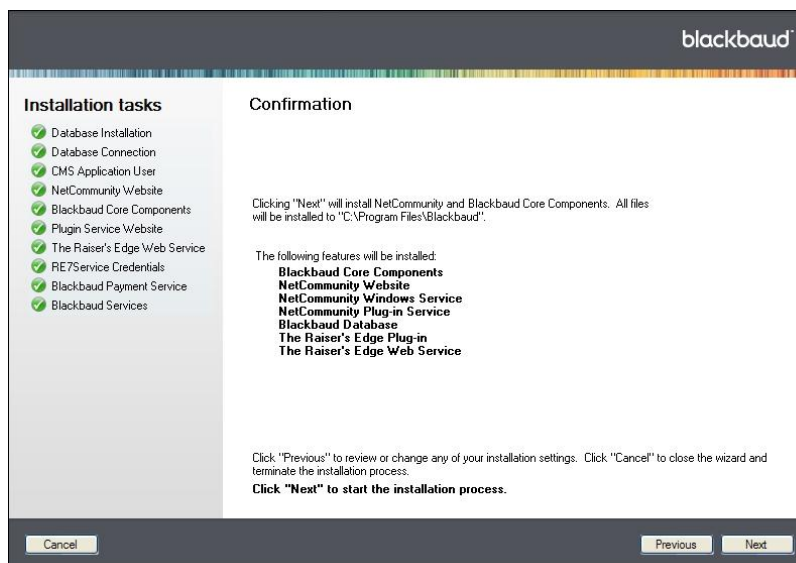 blackbaud
Installation tasks
Database Installation
Database Connection
CMS Application User
NetCommunity Website
Blackbaud Core Components
Plugin Service Website
The Raiser's Edge Web Service
RE7Service Credentials
Blackbaud Payment Service
Blackbaud Services
Confirmation
Clicking "Next" will install NetCommunity and Blackbaud Core Components. All files
will be installed to "C:\Program Files\Blackbaud".
The following features will be installed:
Blackbaud Core Components
NetCommunity Website
NetCommunity Windows Service
NetCommunity Plug-in Service
Blackbaud Database
The Raiser's Edge Plug-in
The Raiser's Edge Web Service
Click "Previous" to review or change any of your installation settings. Click "Cancel" to close the wizard and
terminate the installation process.
Click "Next" to start the installation process.
Cancel
Previous
Next